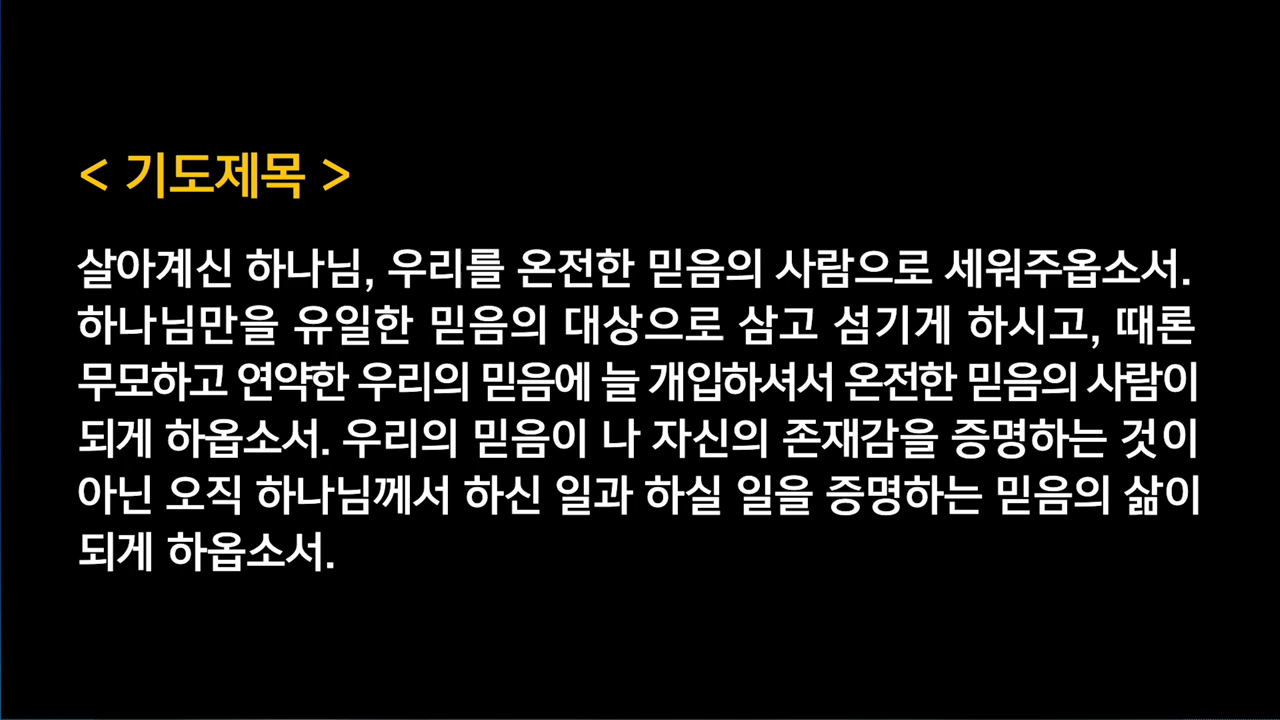 < 기도제목 >
살아계신 하나님, 우리를 온전한 믿음의 사람으로 세워주옵소서.
하나님만을 유일한 믿음의 대상으로 삼고 섬기게 하시고, 때론
무모하고 연약한 우리의 믿음에 늘 개입하셔서 온전한 믿음의 사람이
되게 하옵소서. 우리의 믿음이 나 자신의 존재감을 증명하는 것이
아닌 오직 하나님께서 하신 일과 하실 일을 증명하는 믿음의 삶이
되게 하옵소서.